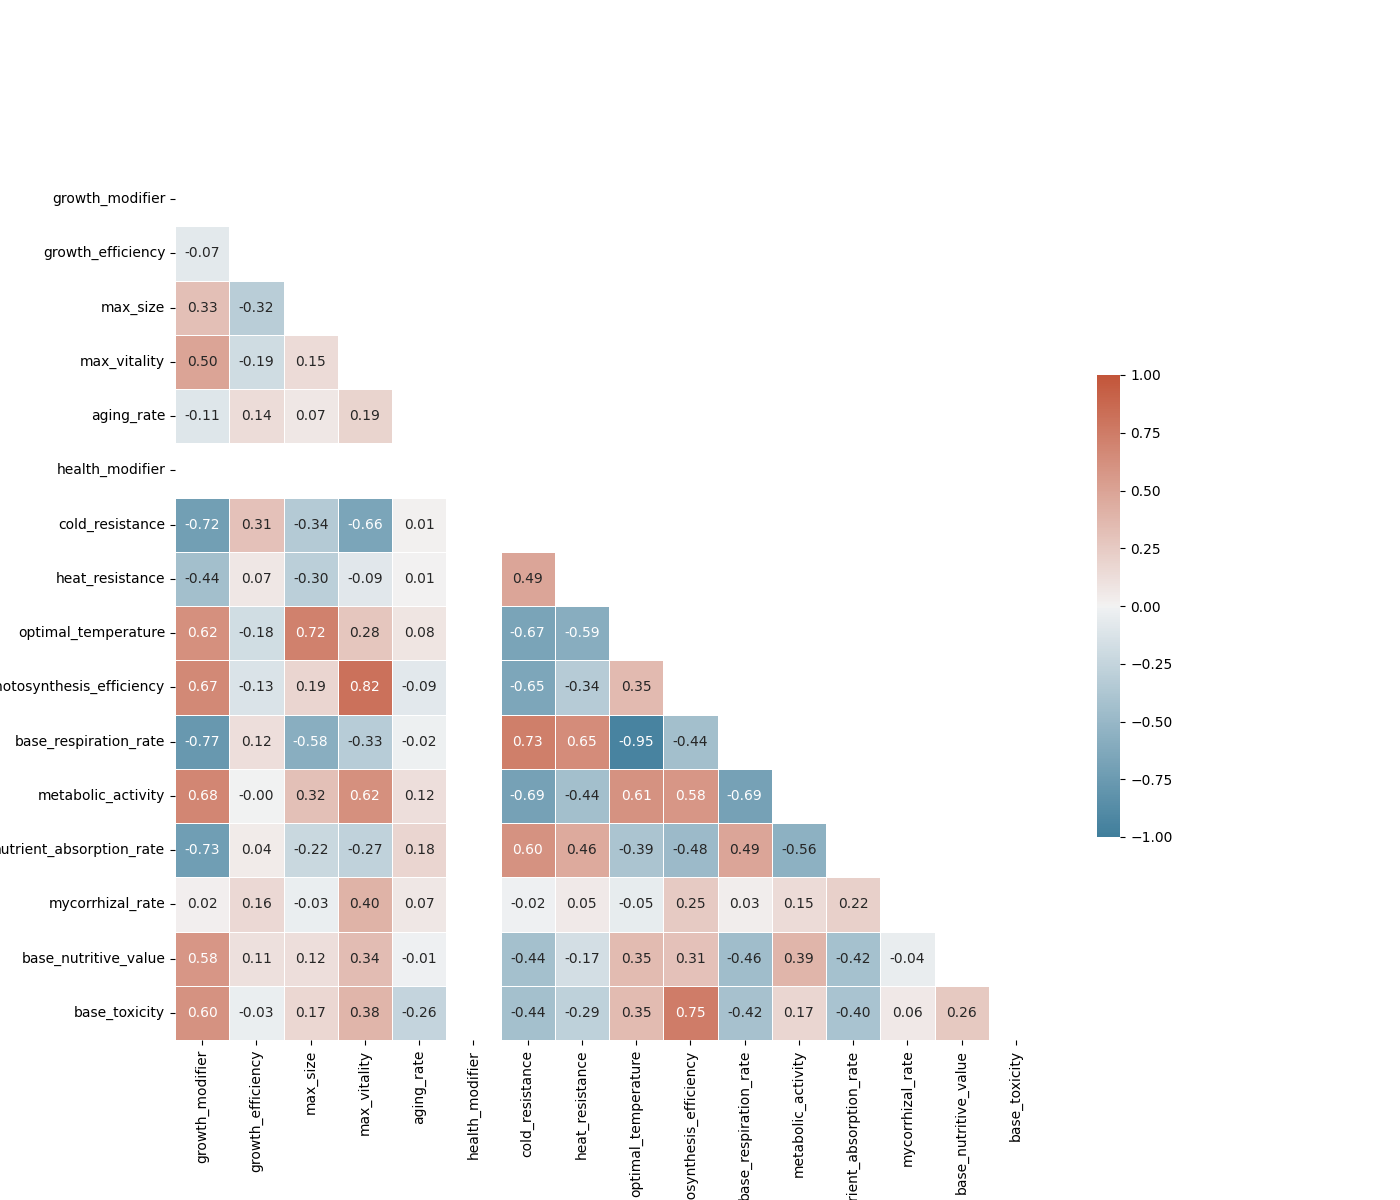 growth_modifier
growth_efficiency -0.07
max_size 0.33 -0.32
max_vitality 0.50 -0.19 0.15
aging_rate -0.11 0.14 0.07 0.19
health_modifier
cold_resistance -0.72 0.31 -0.34 -0.66 0.01
heat_resistance -0.44 0.07 -0.30 -0.09 0.01 0.49
optimal_temperature 0.62 -0.18 0.72 0.28 0.08 -0.67 -0.59
hotosynthesis_efficiency 0.67 -0.13 0.19 0.82 -0.09 -0.65 -0.34 0.35
base_respiration_rate -0.77 0.12 -0.58 -0.33 -0.02 0.73 0.65 -0.95 -0.44
metabolic_activity 0.68 -0.00 0.32 0.62 0.12 -0.69 -0.44 0.61 0.58 -0.69
utrient_absorption_rate -0.73 0.04 -0.22 -0.27 0.18 0.60 0.46 -0.39 -0.48 0.49 -0.56
mycorrhizal_rate 0.02 0.16 -0.03 0.40 0.07 -0.02 0.05 -0.05 0.25 0.03 0.15 0.22
base_nutritive_value 0.58 0.11 0.12 0.34 -0.01 -0.44 -0.17 0.35 0.31 -0.46 0.39 -0.42 -0.04
base_toxicity 0.60 -0.03 0.17 0.38 -0.26 -0.44 -0.29 0.35 0.75 -0.42 0.17 -0.40 0.06 0.26
growth_modifier
growth_efficiency
max_size
max_vitality
aging_rate
health_modifier
cold_resistance
heat_resistance
optimal_temperature
osynthesis_efficiency
base_respiration_rate
metabolic_activity
rient_absorption_rate
mycorrhizal_rate
base_nutritive_value
base_toxicity
1.00
0.75
0.50
0.25
0.00
−0.25
−0.50
−0.75
−1.00